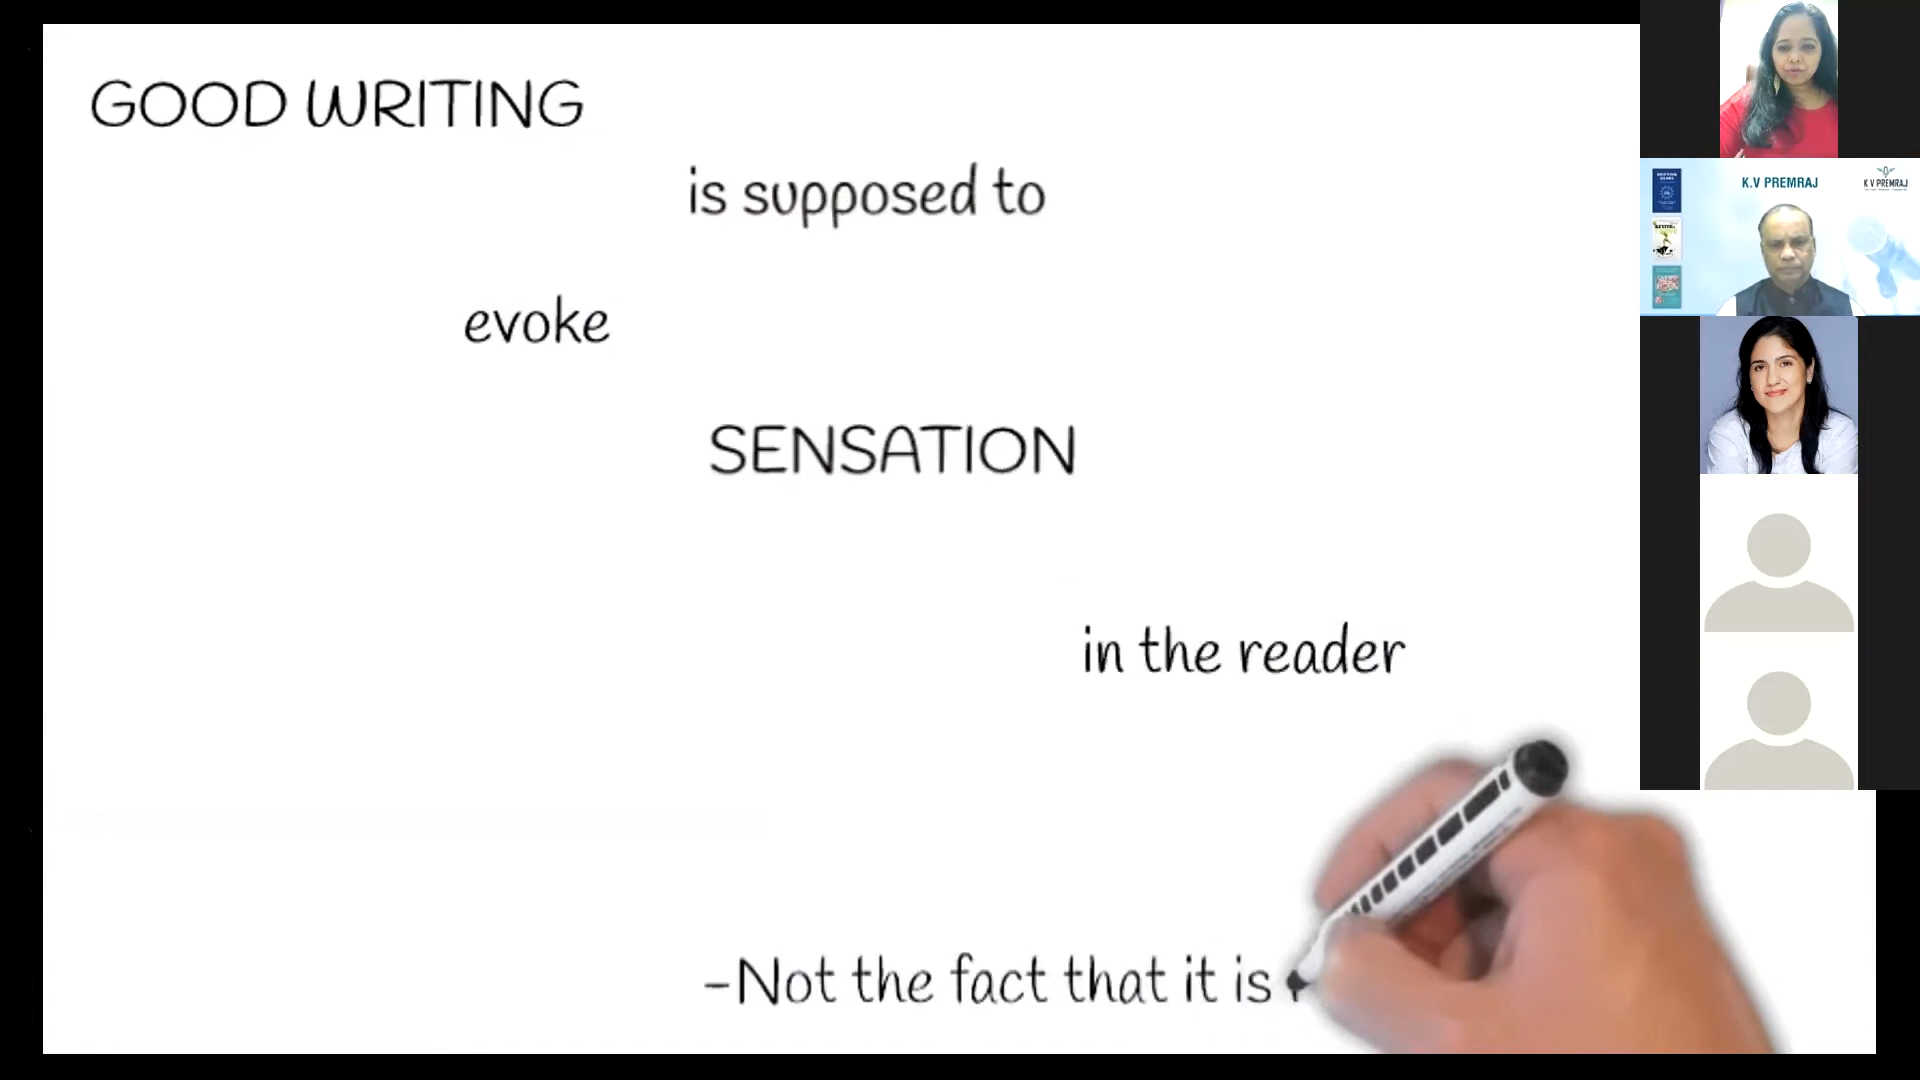 GOOD WRITING
is supposed to
evoke
SENSATION
in the reader
-Not the fact that it is
K.V PREMRAJ
K V PREMRAJ